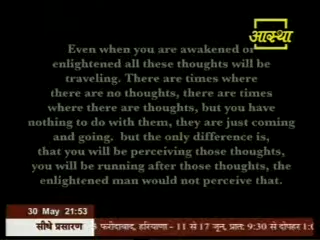 आस्था
Even when you are awakened or
enlightened all these thoughts will be
traveling. There are times where
there are no thoughts, there are times
where there are thoughts, but you have
nothing to do with them, they are just coming
and going. but the only difference is,
that you will be perceiving those thoughts,
you will be running after those thoughts, the
enlightened man would not perceive that.
30 May 21:53
सीधे प्रसारण फरीदाबाद, हरियाणा - 11 से 17 जून, प्रात: 9:30 से दोपहर